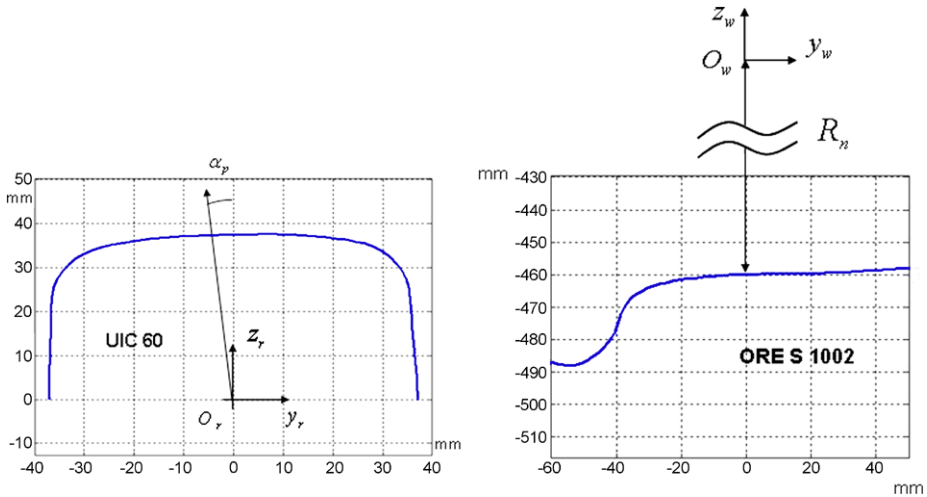 z_w
y_w
O_w
R_n
α_p
50
mm
40
30
20
10
0
-10
UIC 60
z_r
O_r
y_r
mm
-40 -30 -20 -10 0 10 20 30 40
mm -430
-440
-450
-460
-470
-480
-490
-500
-510
ORE S 1002
-60 -40 -20 0 20 40
mm